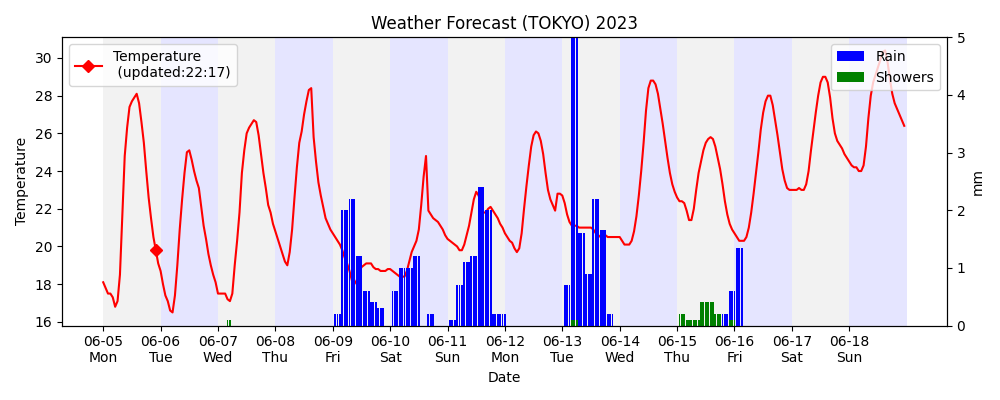 Weather Forecast (TOKYO) 2023
Temperature
(updated:22:17)
Rain
Showers
Temperature
30
28
26
24
22
20
18
16
5
4
3
2
1
0
mm
06-05 06-06 06-07 06-08 06-09 06-10 06-11 06-12 06-13 06-14 06-15 06-16 06-17 06-18
Mon Tue Wed Thu Fri Sat Sun Mon Tue Wed Thu Fri Sat Sun
Date